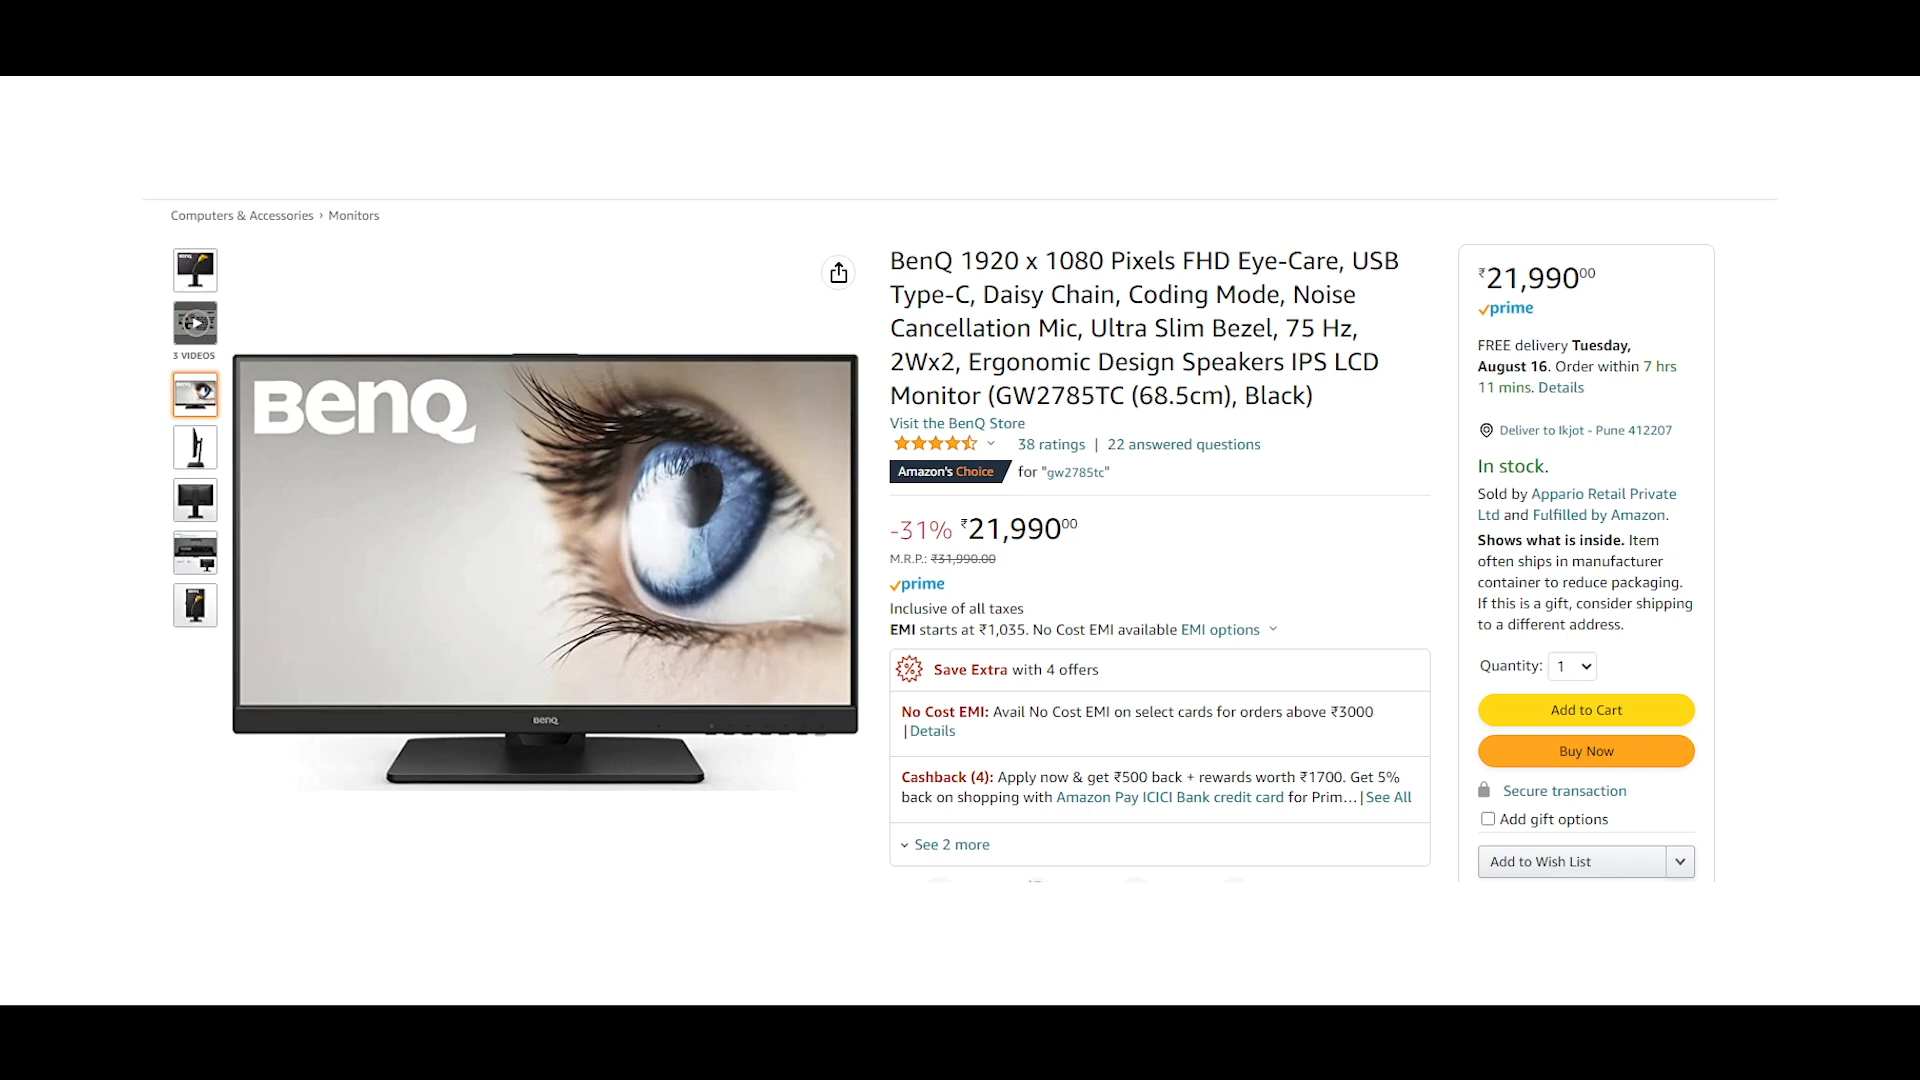 Computers & Accessories › Monitors
3 VIDEOS
BenQ
BenQ
BenQ 1920 x 1080 Pixels FHD Eye-Care, USB
Type-C, Daisy Chain, Coding Mode, Noise
Cancellation Mic, Ultra Slim Bezel, 75 Hz,
2Wx2, Ergonomic Design Speakers IPS LCD
Monitor (GW2785TC (68.5cm), Black)
Visit the BenQ Store
38 ratings | 22 answered questions
Amazon's Choice for "gw2785tc"
-31% ₹21,99000
M.R.P.: ₹31,990.00
prime
Inclusive of all taxes
EMI starts at ₹1,035. No Cost EMI available EMI options
Save Extra with 4 offers
No Cost EMI: Avail No Cost EMI on select cards for orders above ₹3000
|Details
Cashback (4): Apply now & get ₹500 back + rewards worth ₹1700. Get 5%
back on shopping with Amazon Pay ICICI Bank credit card for Prim…|See All
See 2 more
₹21,99000
prime
FREE delivery Tuesday,
August 16. Order within 7 hrs
11 mins. Details
Deliver to Ikjot - Pune 412207
In stock.
Sold by Appario Retail Private
Ltd and Fulfilled by Amazon.
Shows what is inside. Item
often ships in manufacturer
container to reduce packaging.
If this is a gift, consider shipping
to a different address.
Quantity: 1
Add to Cart
Buy Now
Secure transaction
Add gift options
Add to Wish List